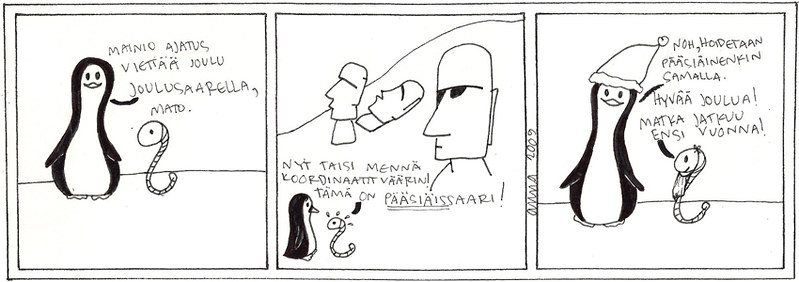 MAINIO AJATUS
VIETTÄÄ JOULU
JOULUSAARELLA,
MATO.
NYT TAISI MENNÄ
KOORDINAATIT VÄÄRIN!
TÄMÄ ON PÄÄSIÄISSAARI!
anna 2009
NOH, HOIDETAAN
PÄÄSIÄINENKIN
SAMALLA.
HYVÄÄ JOULUA!
MATKA JATKUU
ENSI VUONNA!